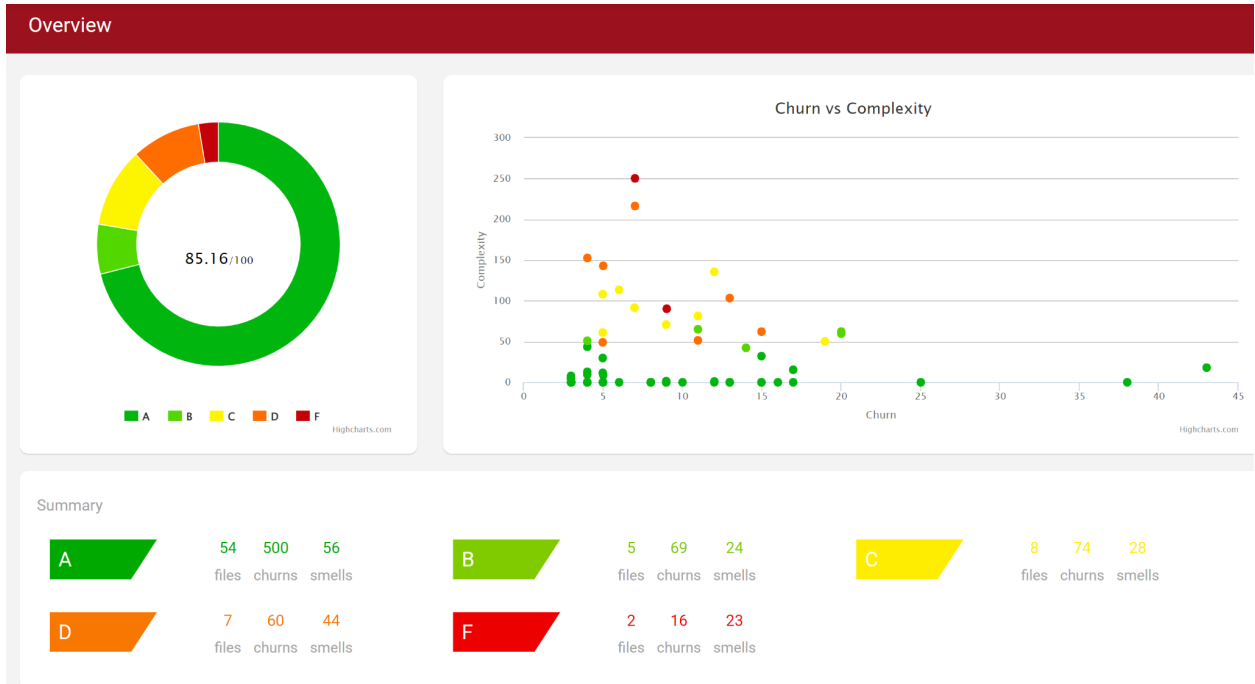 Overview
85.16/100
A B C D F
Highcharts.com
Churn vs Complexity
Complexity
300
250
200
150
100
50
0
0 5 10 15 20 25 30 35 40 45
Churn
Highcharts.com
Summary
A
54 500 56
files churns smells
B
5 69 24
files churns smells
C
8 74 28
files churns smells
D
7 60 44
files churns smells
F
2 16 23
files churns smells